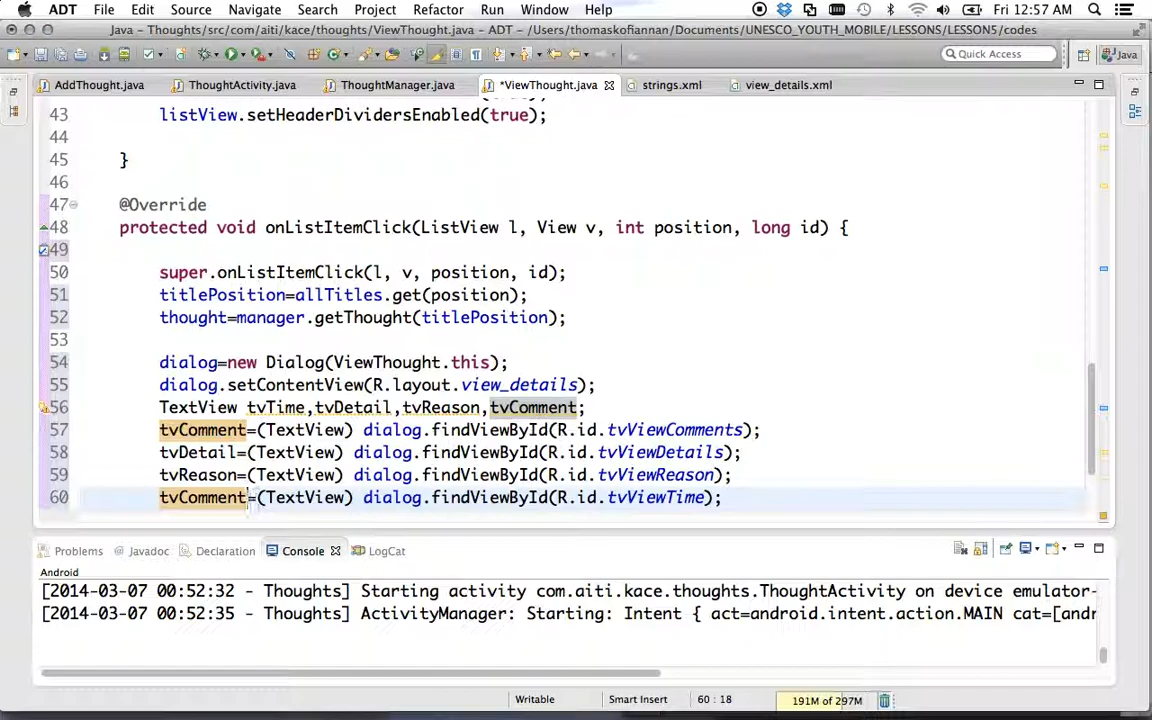 ADT File Edit Source Navigate Search Project Refactor Run Window Help Fri 12:57 AM
Java - Thoughts/src/com/aiti/kace/thoughts/ViewThought.java - ADT - /Users/thomaskofiannan/Documents/UNESCO_YOUTH_MOBILE/LESSONS/LESSON5/codes
Quick Access Java
AddThought.java ThoughtActivity.java ThoughtManager.java *ViewThought.java strings.xml view_details.xml
43 listView.setHeaderDividersEnabled(true);
44
45 }
46
47 @Override
48 protected void onListItemClick(ListView l, View v, int position, long id) {
49
50 super.onListItemClick(l, v, position, id);
51 titlePosition=allTitles.get(position);
52 thought=manager.getThought(titlePosition);
53
54 dialog=new Dialog(ViewThought.this);
55 dialog.setContentView(R.layout.view_details);
56 TextView tvTime,tvDetail,tvReason,tvComment;
57 tvComment=(TextView) dialog.findViewById(R.id.tvViewComments);
58 tvDetail=(TextView) dialog.findViewById(R.id.tvViewDetails);
59 tvReason=(TextView) dialog.findViewById(R.id.tvViewReason);
60 tvComment=(TextView) dialog.findViewById(R.id.tvViewTime);
Problems Javadoc Declaration Console LogCat
Android
[2014-03-07 00:52:32 - Thoughts] Starting activity com.aiti.kace.thoughts.ThoughtActivity on device emulator-
[2014-03-07 00:52:35 - Thoughts] ActivityManager: Starting: Intent { act=android.intent.action.MAIN cat=[andr
Writable Smart Insert 60 : 18 191M of 297M